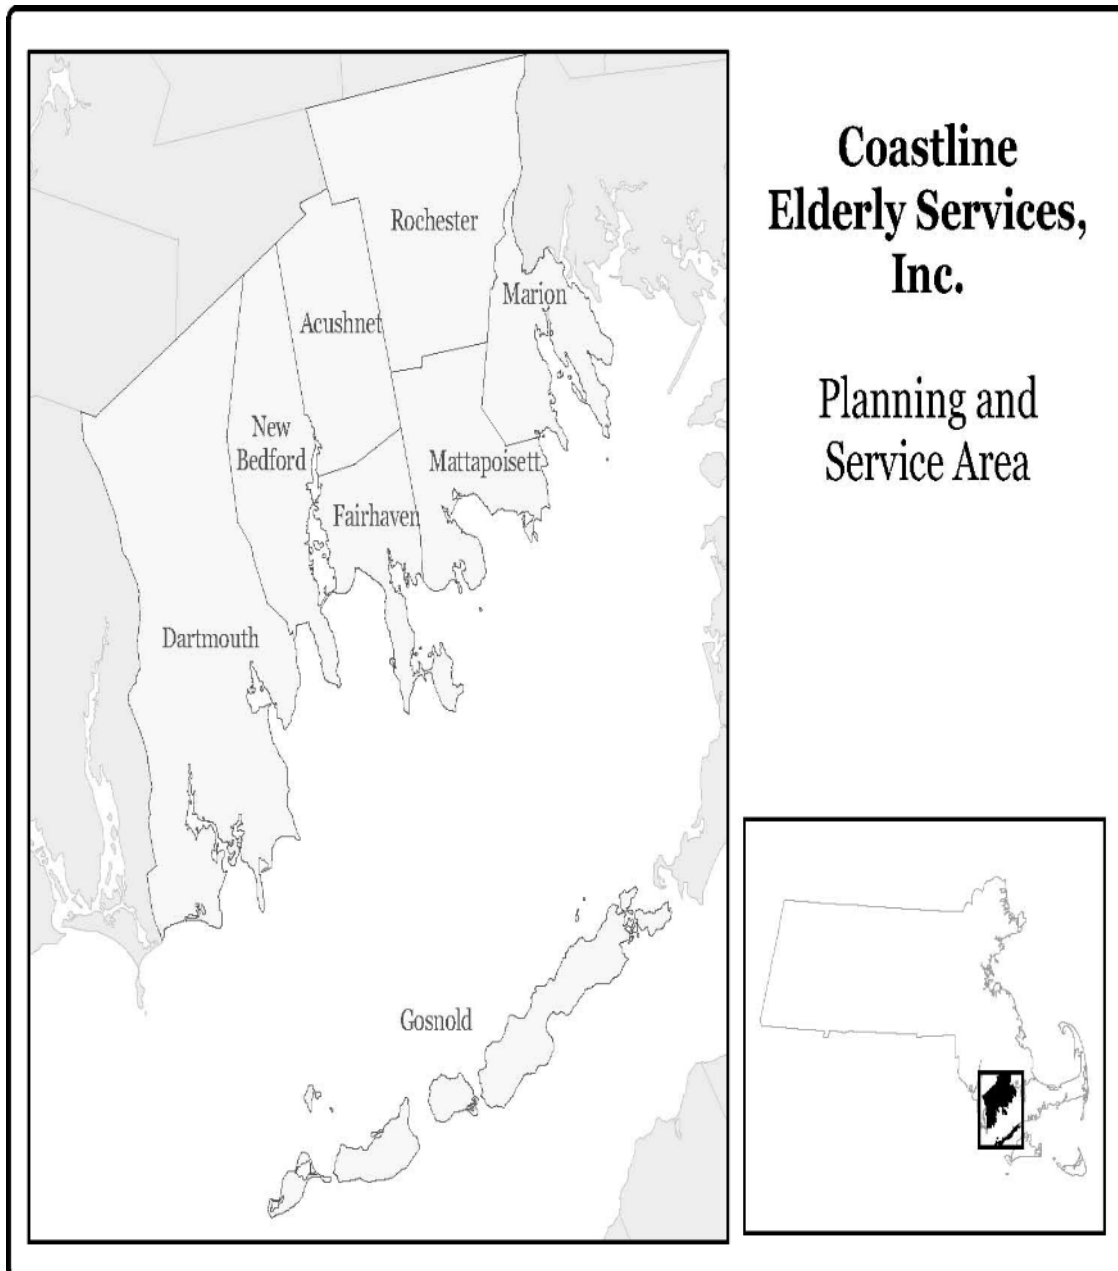 Coastline
Elderly Services,
Inc.
Planning and
Service Area
Rochester
Marion
Acushnet
New
Bedford
Mattapoisett
Fairhaven
Dartmouth
Gosnold